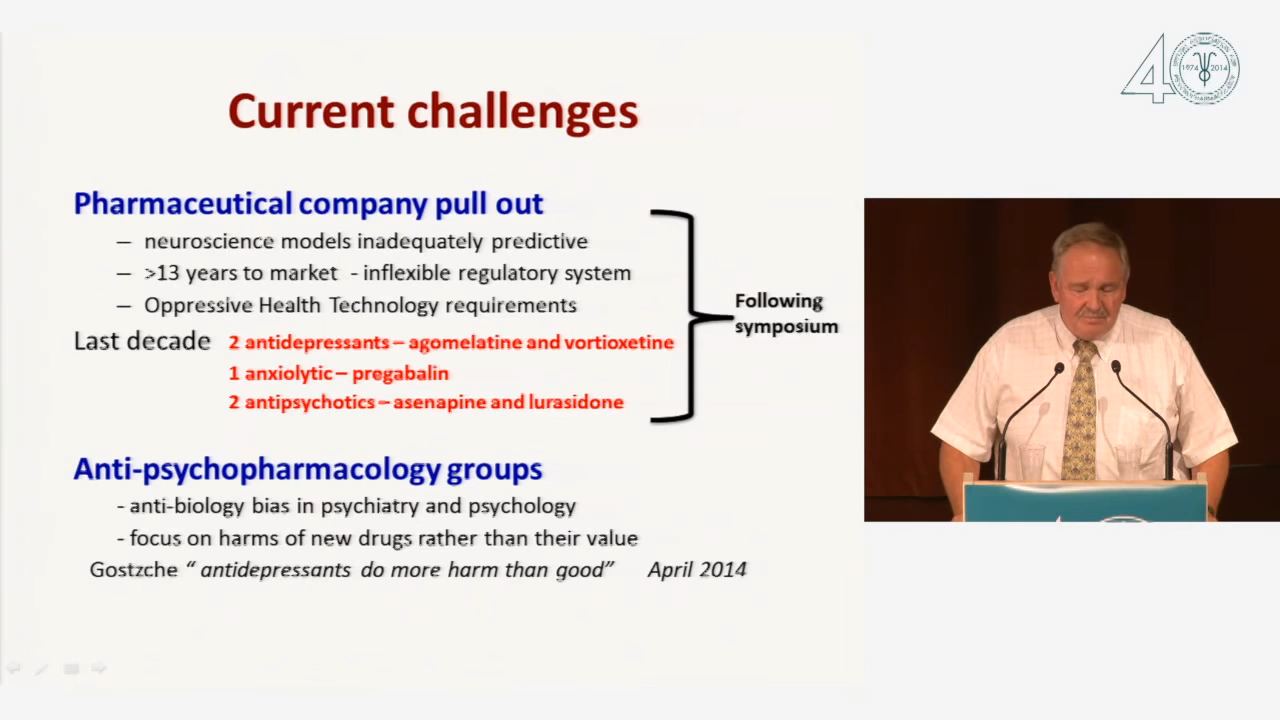 Current challenges
Pharmaceutical company pull out
– neuroscience models inadequately predictive
– >13 years to market - inflexible regulatory system
– Oppressive Health Technology requirements
Last decade 2 antidepressants – agomelatine and vortioxetine
1 anxiolytic – pregabalin
2 antipsychotics – asenapine and lurasidone
Following
symposium
Anti-psychopharmacology groups
- anti-biology bias in psychiatry and psychology
- focus on harms of new drugs rather than their value
Gostzche “ antidepressants do more harm than good” April 2014
40
1974 2014